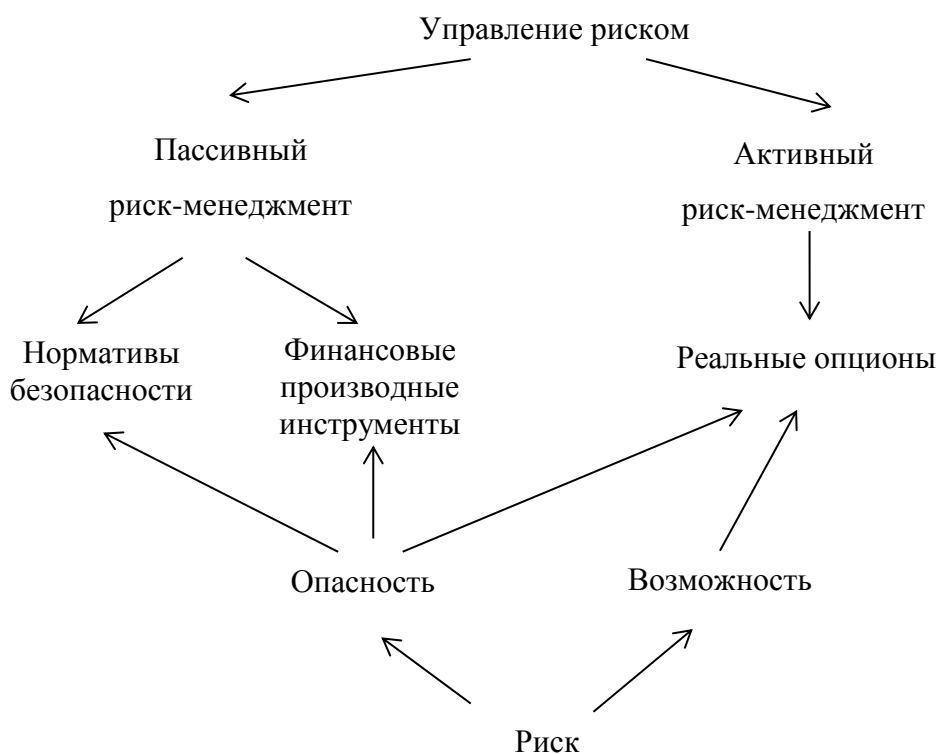 Управление риском
Пассивный
риск-менеджмент
Активный
риск-менеджмент
Нормативы
безопасности
Финансовые
производные
инструменты
Реальные опционы
Опасность
Возможность
Риск